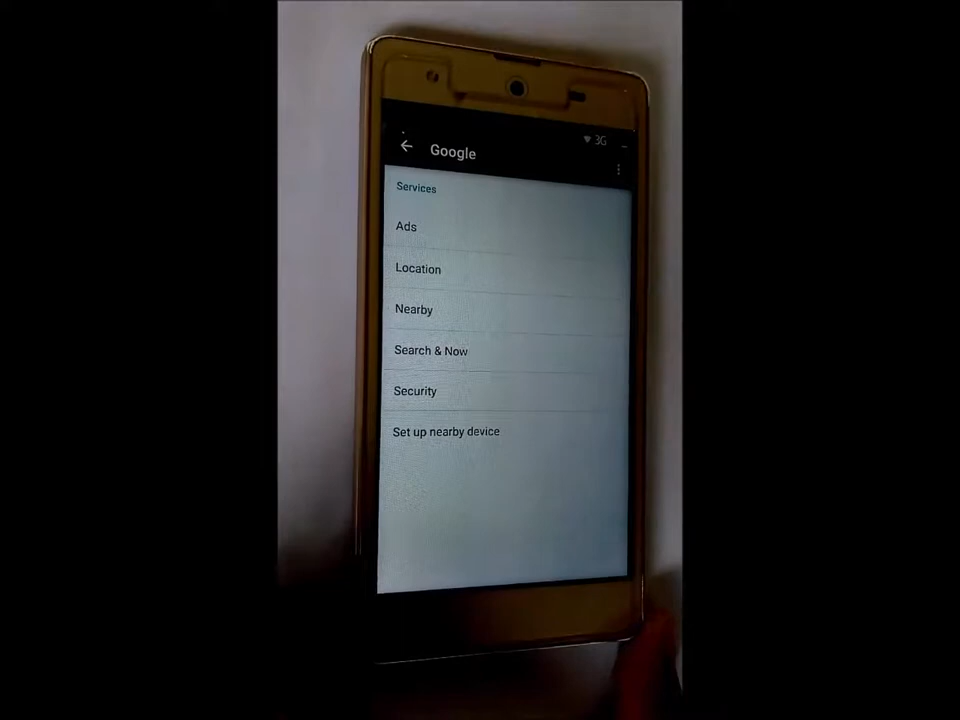 3G
Google
Services
Ads
Location
Nearby
Search & Now
Security
Set up nearby device